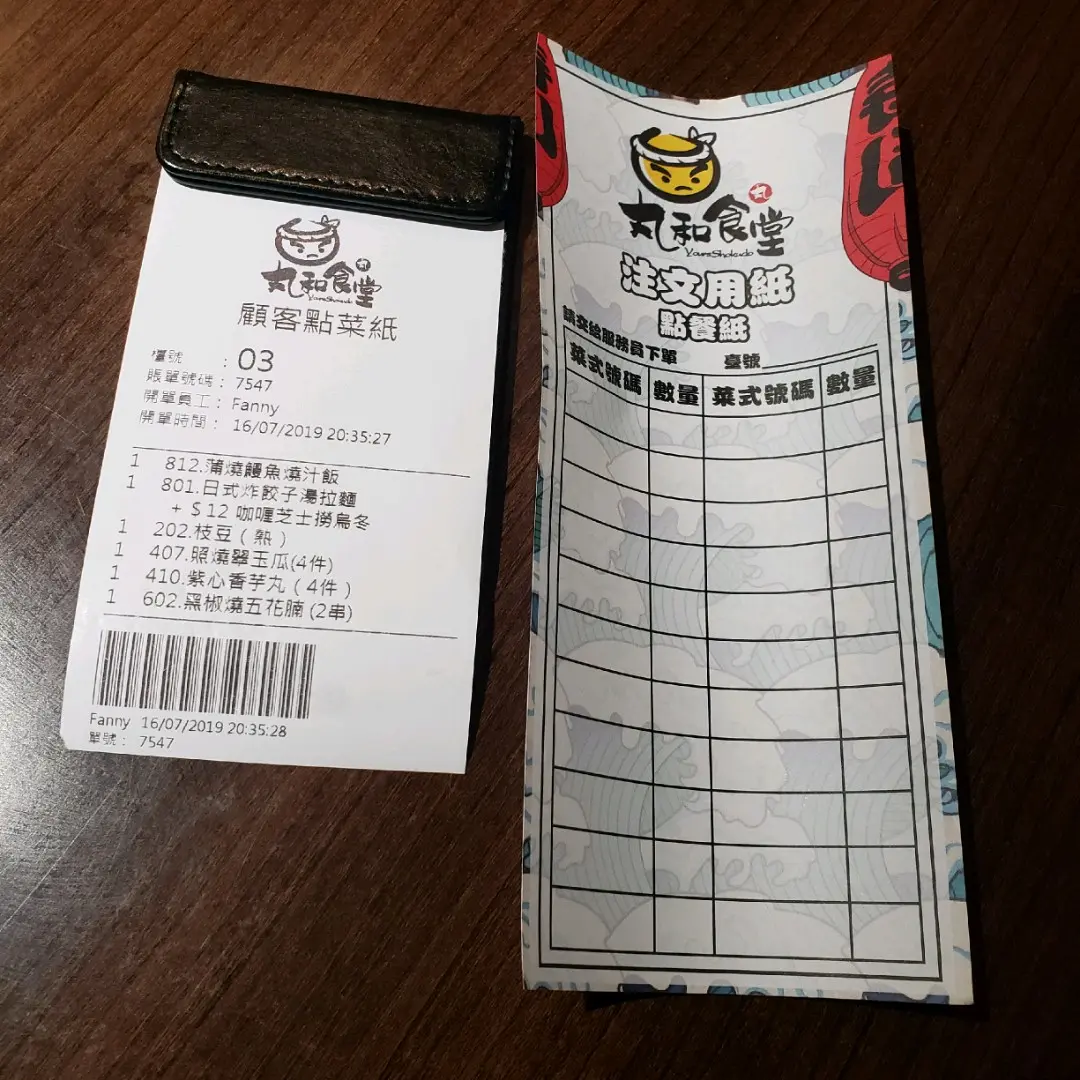 丸和食堂
YoursShokudo
顧客點菜紙
檯號 : 03
賬單號碼 : 7547
開單員工 : Fanny
開單時間 : 16/07/2019 20:35:27
1 812.蒲燒鰻魚燒汁飯
1 801.日式炸餃子湯拉麵
+ $12 咖喱芝士撈烏冬
1 202.枝豆 ( 熱 )
1 407.照燒翠玉瓜(4件)
1 410.紫心香芋丸 ( 4件 )
1 602.黑椒燒五花腩 (2串)
Fanny 16/07/2019 20:35:28
單號 : 7547
丸
丸和食堂
YoursShokudo
注文用紙
點餐紙
請交給服務員下單 臺號
菜式號碼 數量 菜式號碼 數量